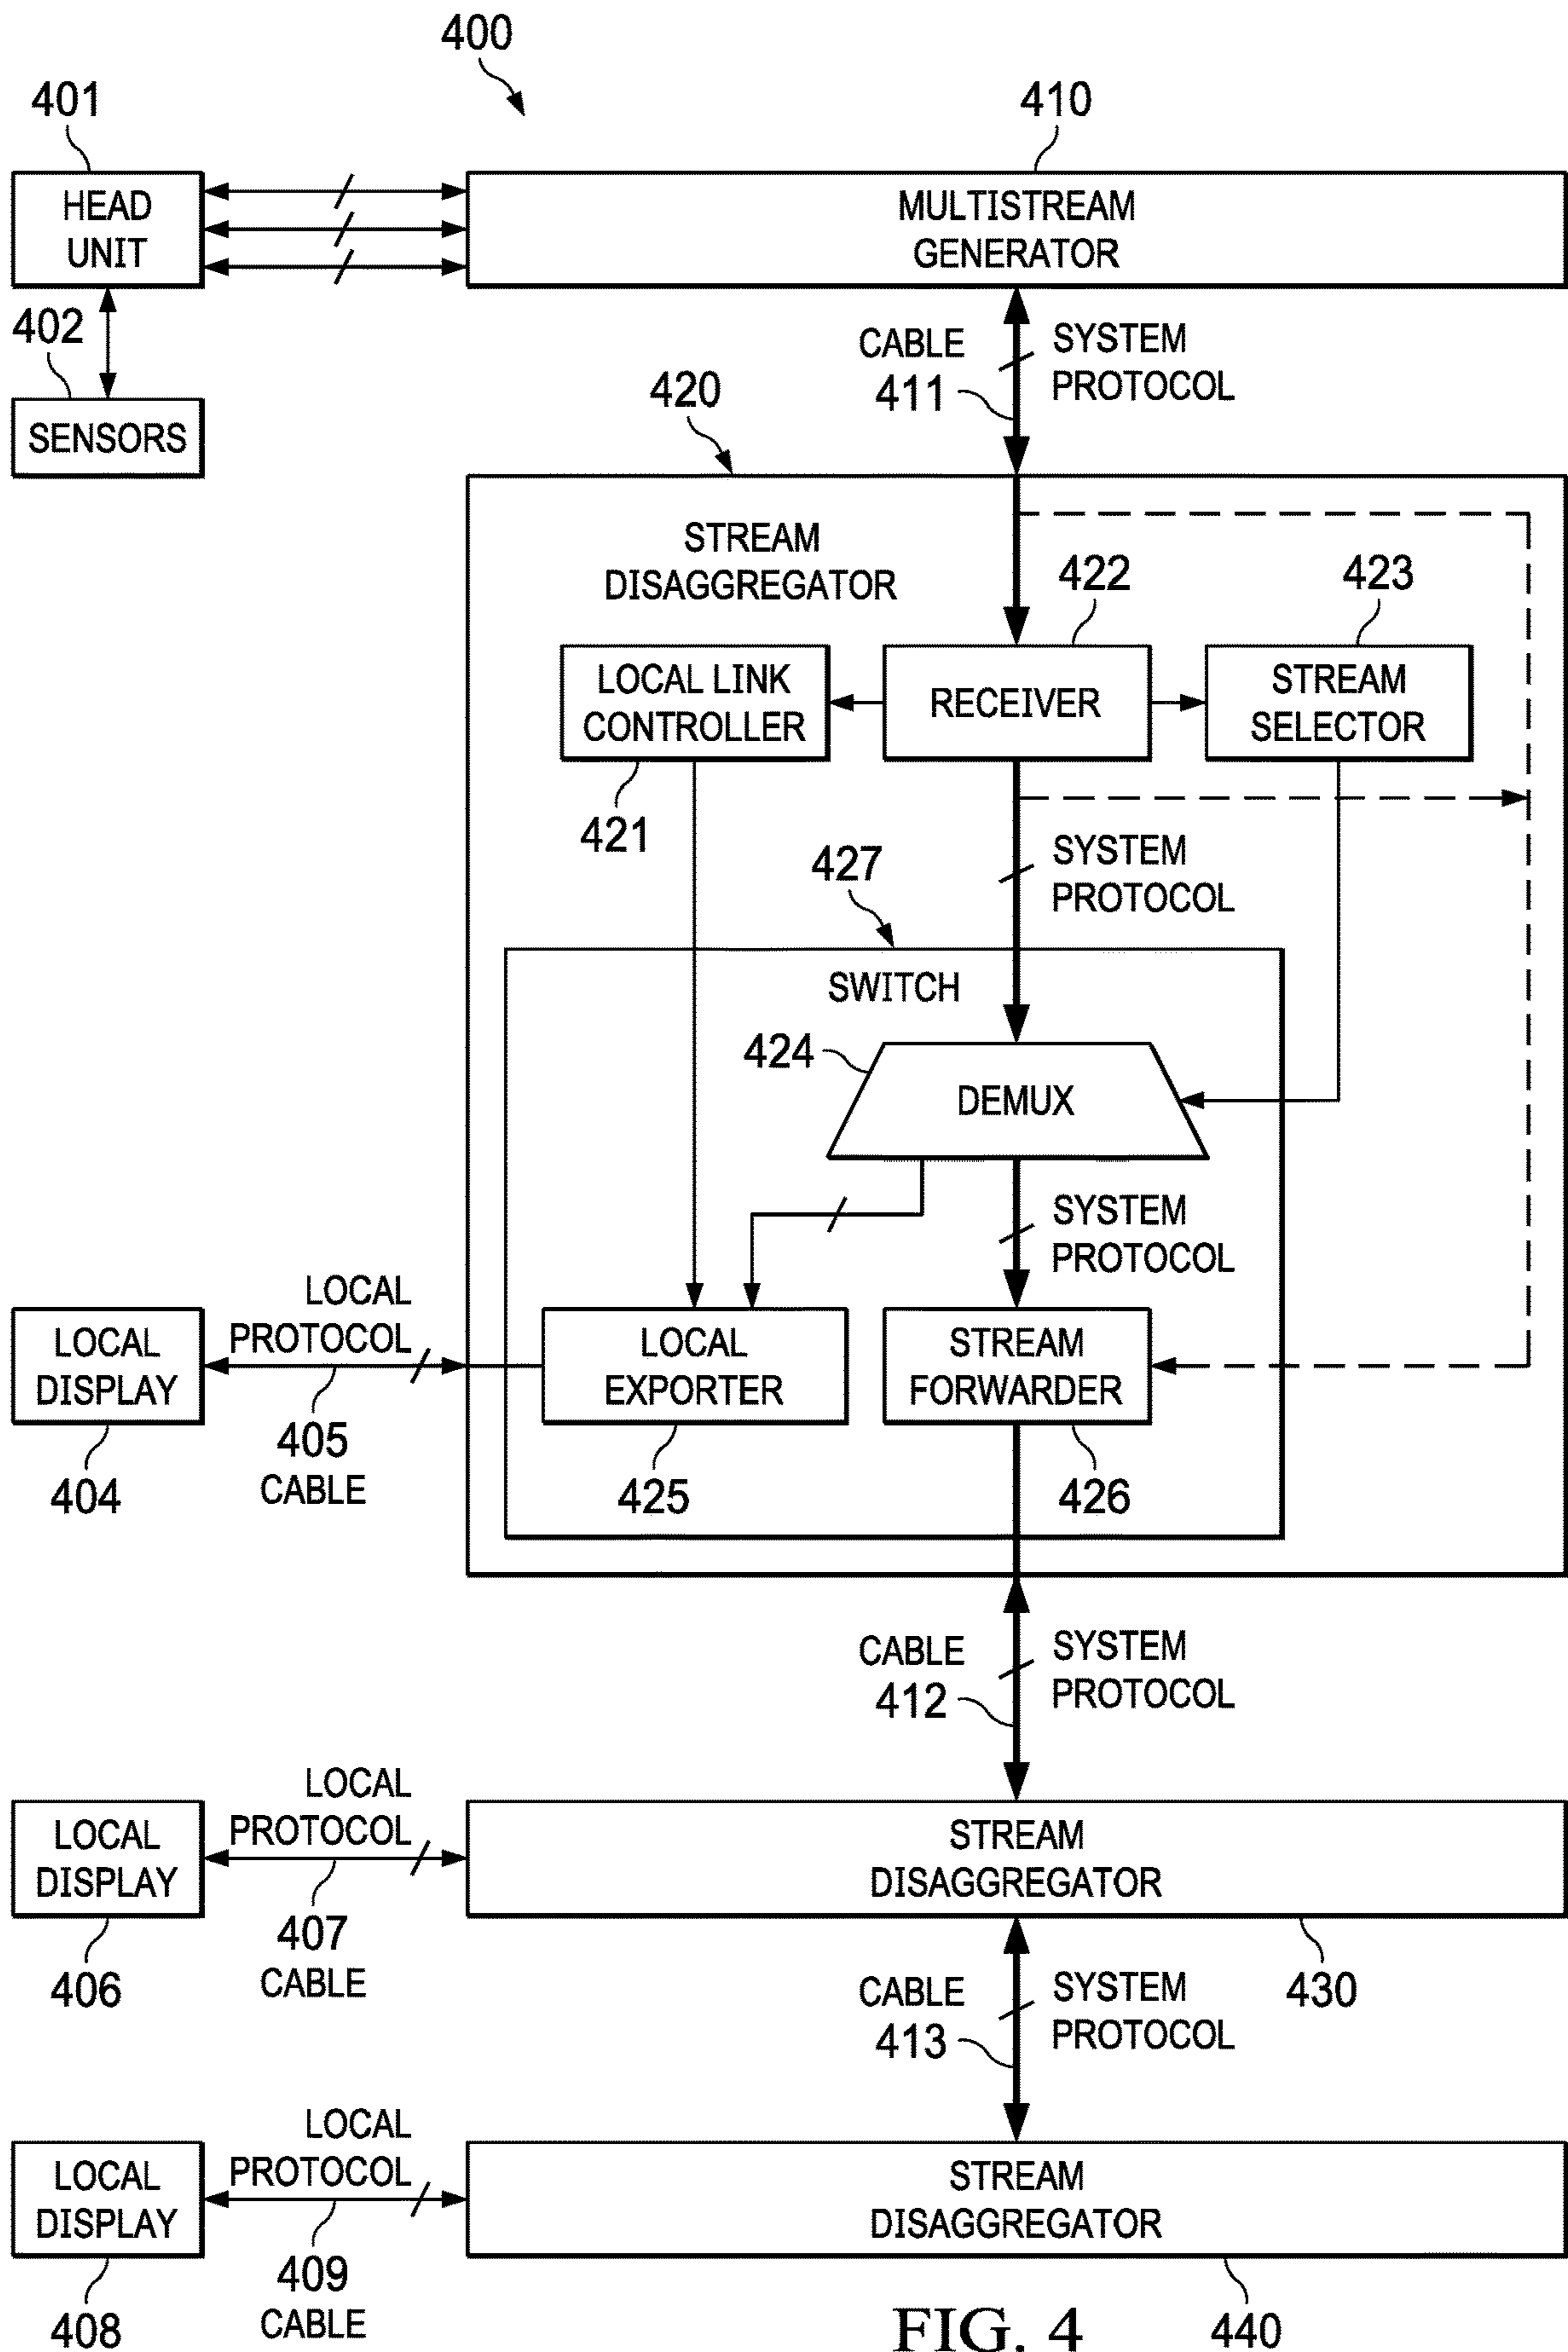 400
401
410
HEAD
UNIT
MULTISTREAM
GENERATOR
402
SENSORS
CABLE
411
SYSTEM
PROTOCOL
420
STREAM
DISAGGREGATOR
422
423
LOCAL LINK
CONTROLLER
RECEIVER
STREAM
SELECTOR
421
SYSTEM
PROTOCOL
427
SWITCH
424
DEMUX
SYSTEM
PROTOCOL
LOCAL
PROTOCOL
LOCAL
DISPLAY
LOCAL
EXPORTER
STREAM
FORWARDER
405
CABLE
404
425
426
CABLE
412
SYSTEM
PROTOCOL
LOCAL
PROTOCOL
LOCAL
DISPLAY
STREAM
DISAGGREGATOR
407
CABLE
406
430
CABLE
413
SYSTEM
PROTOCOL
LOCAL
PROTOCOL
LOCAL
DISPLAY
STREAM
DISAGGREGATOR
409
CABLE
408
440
FIG. 4